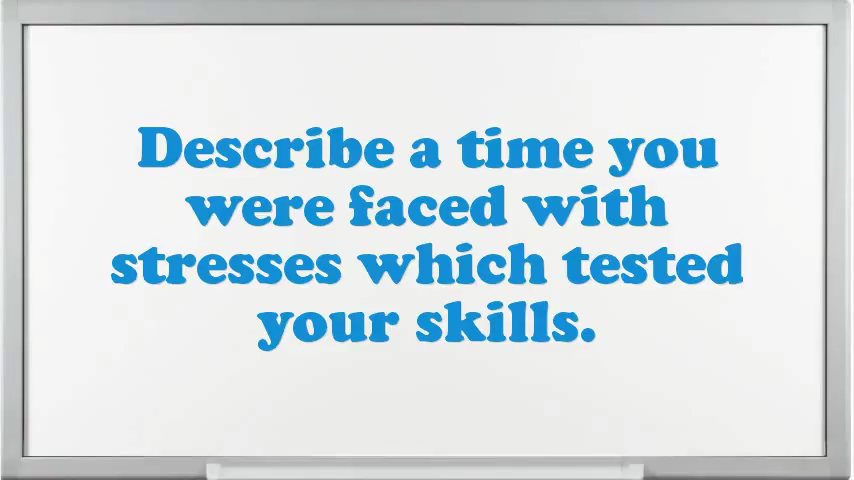 Describe a time you
were faced with
stresses which tested
your skills.